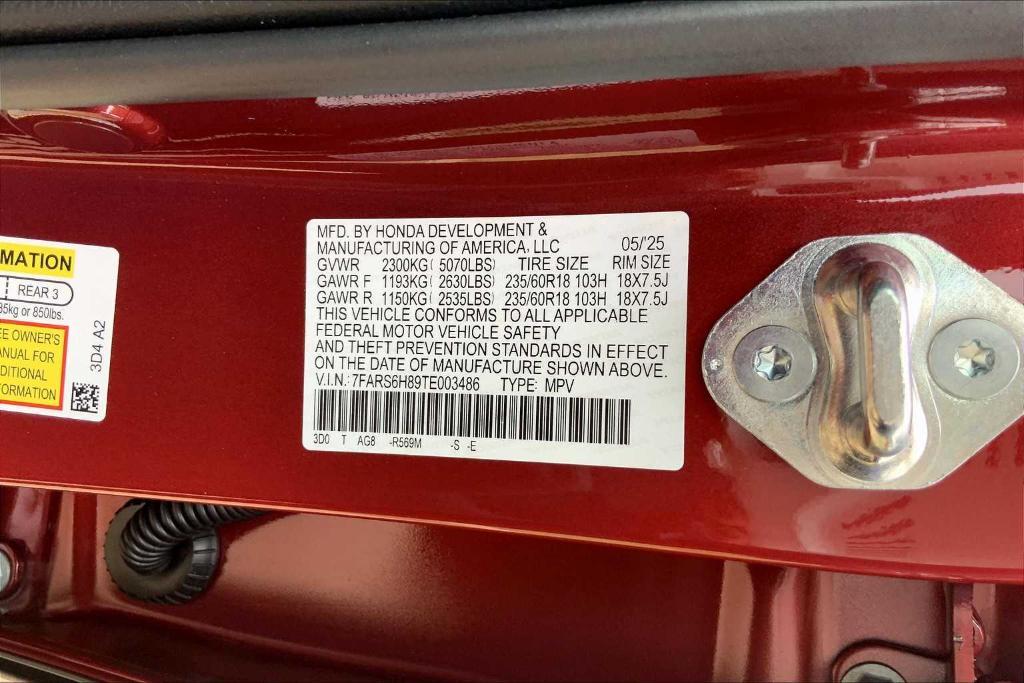 MATION
REAR 3
85kg or 850lbs.
EE OWNER'S
ANUAL FOR
DDITIONAL
FORMATION
3D4 A2
MFD. BY HONDA DEVELOPMENT &
MANUFACTURING OF AMERICA, LLC 05/'25
GVWR 2300KG( 5070LBS) TIRE SIZE RIM SIZE
GAWR F 1193KG( 2630LBS) 235/60R18 103H 18X7.5J
GAWR R 1150KG( 2535LBS) 235/60R18 103H 18X7.5J
THIS VEHICLE CONFORMS TO ALL APPLICABLE
FEDERAL MOTOR VEHICLE SAFETY
AND THEFT PREVENTION STANDARDS IN EFFECT
ON THE DATE OF MANUFACTURE SHOWN ABOVE.
V.I.N.:7FARS6H89TE003486 TYPE: MPV
3D0 T AG8 -R569M -S -E